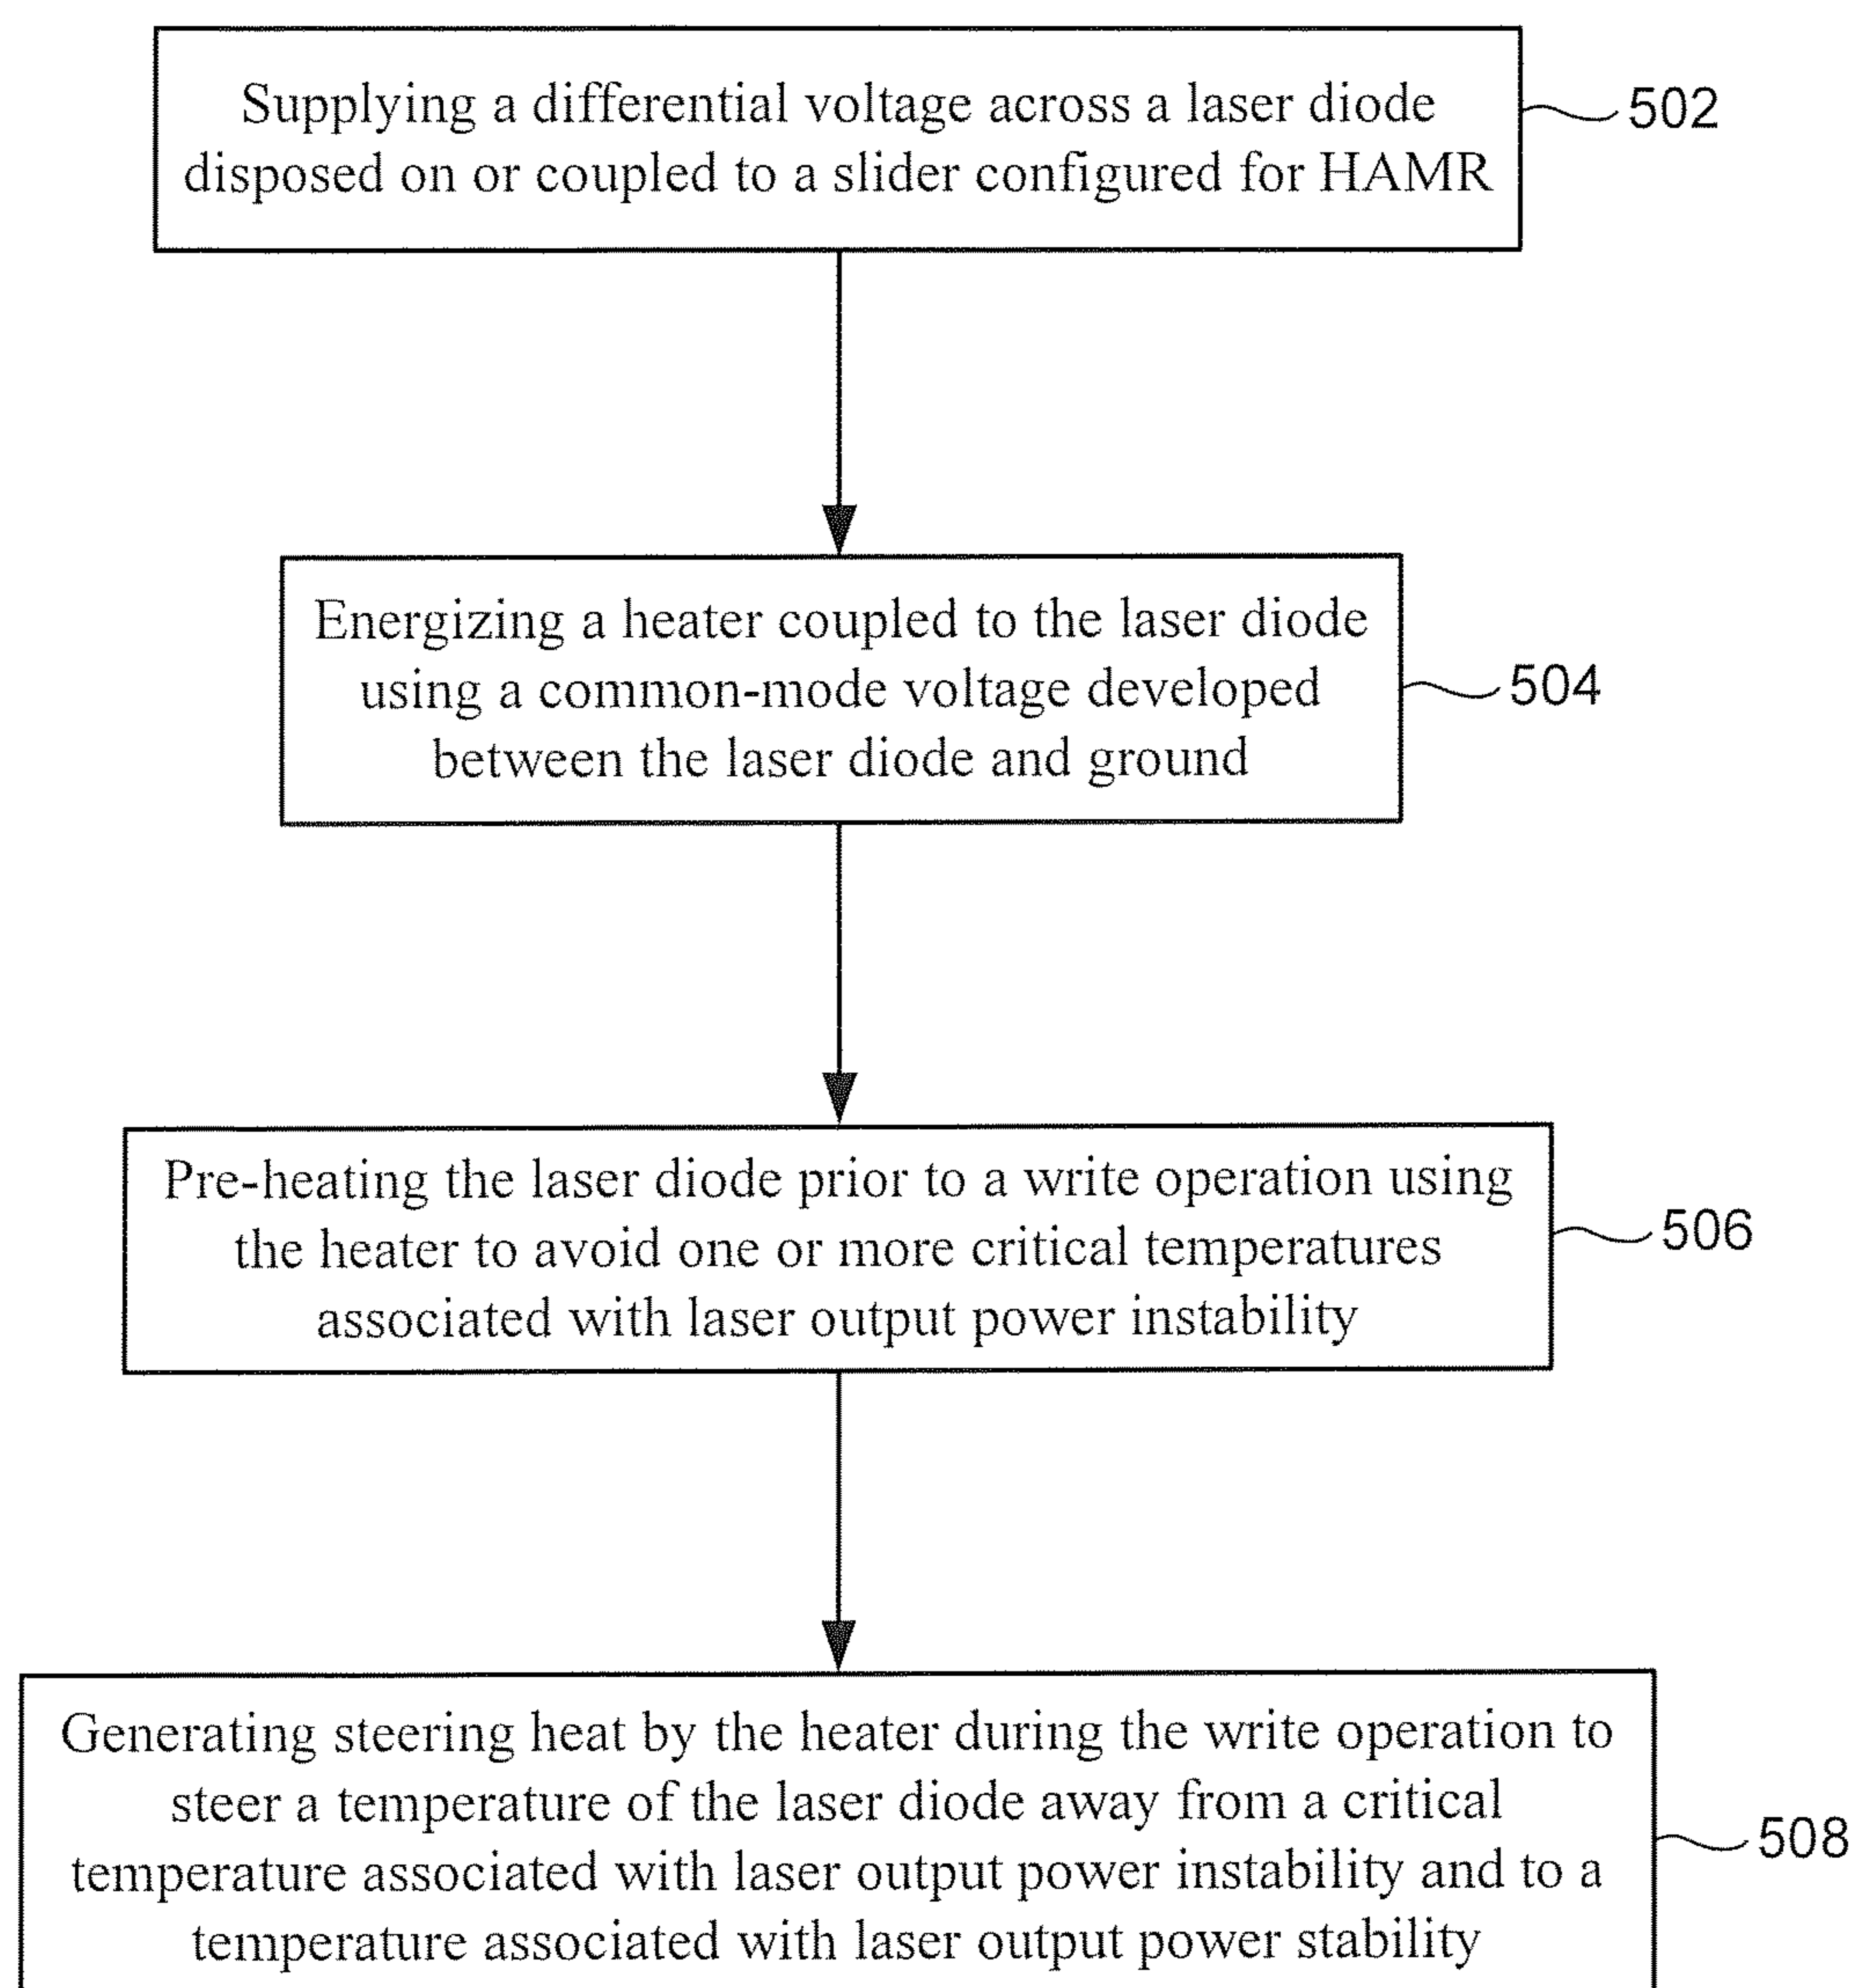 Supplying a differential voltage across a laser diode
disposed on or coupled to a slider configured for HAMR
502
Energizing a heater coupled to the laser diode
using a common-mode voltage developed
between the laser diode and ground
504
Pre-heating the laser diode prior to a write operation using
the heater to avoid one or more critical temperatures
associated with laser output power instability
506
Generating steering heat by the heater during the write operation to
steer a temperature of the laser diode away from a critical
temperature associated with laser output power instability and to a
temperature associated with laser output power stability
508